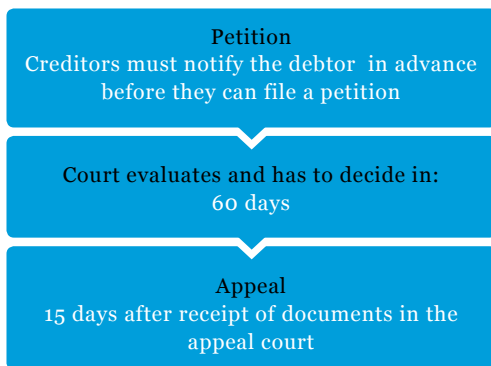 Petition
Creditors must notify the debtor in advance
before they can file a petition
Court evaluates and has to decide in:
60 days
Appeal
15 days after receipt of documents in the
appeal court